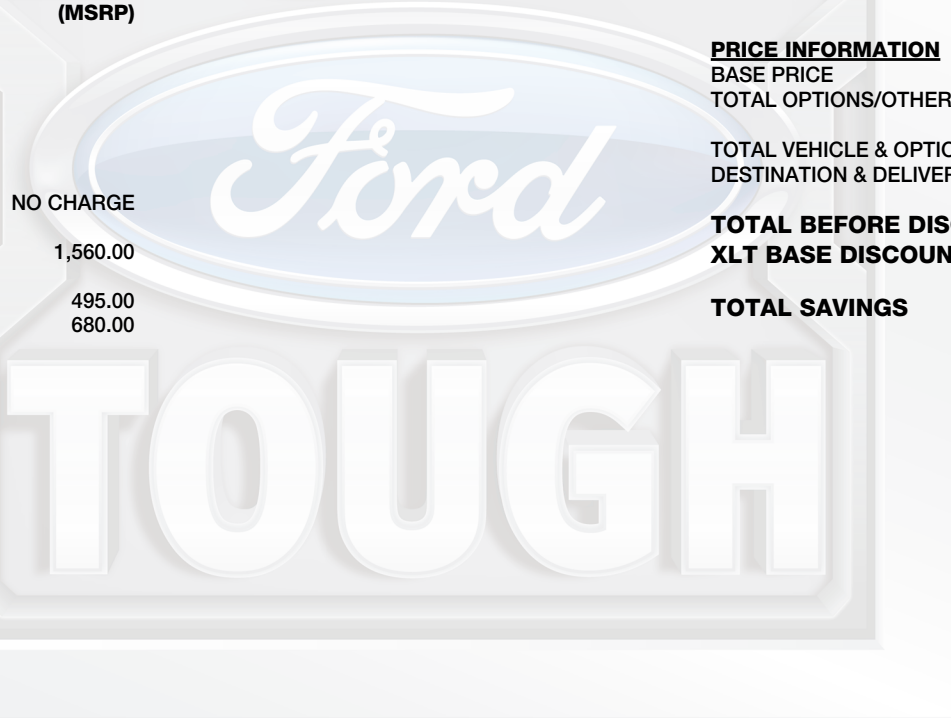 (MSRP)
NO CHARGE
1,560.00
495.00
680.00
Ford
TOUGH
PRICE INFORMATION
BASE PRICE
TOTAL OPTIONS/OTHER
TOTAL VEHICLE & OPTIO
DESTINATION & DELIVER
TOTAL BEFORE DIS
XLT BASE DISCOUN
TOTAL SAVINGS